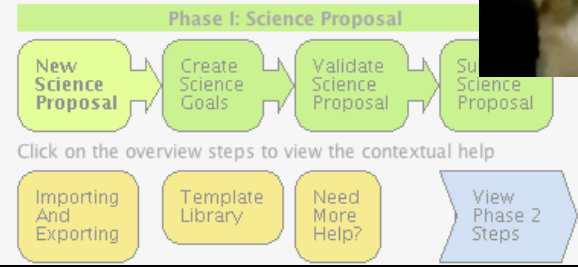 Phase I: Science Proposal
New Science Proposal
Create Science Goals
Validate Science Proposal
Science Proposal
Click on the overview steps to view the contextual help
Importing And Exporting
Template Library
Need More Help?
View Phase 2 Steps